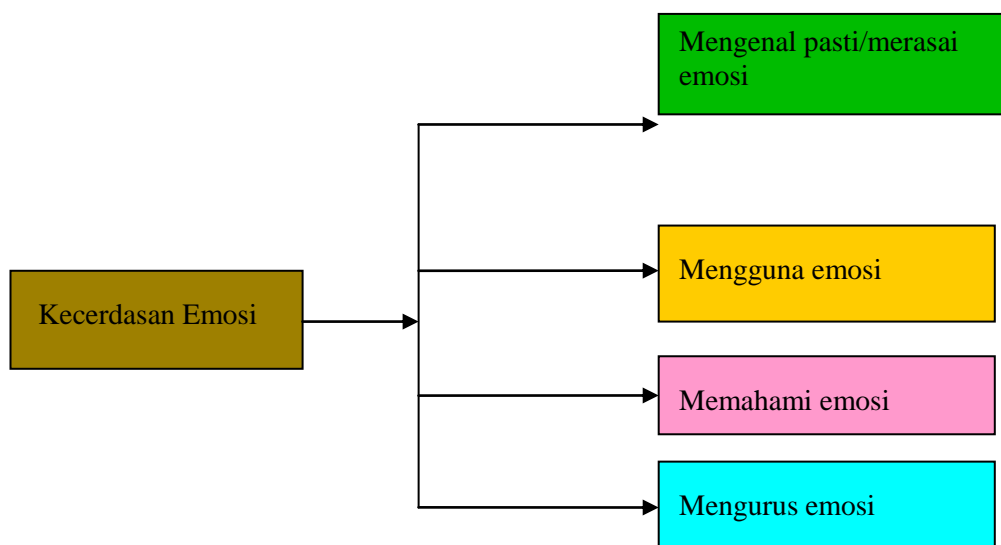 Mengenal pasti/merasai
emosi
Mengguna emosi
Kecerdasan Emosi
Memahami emosi
Mengurus emosi